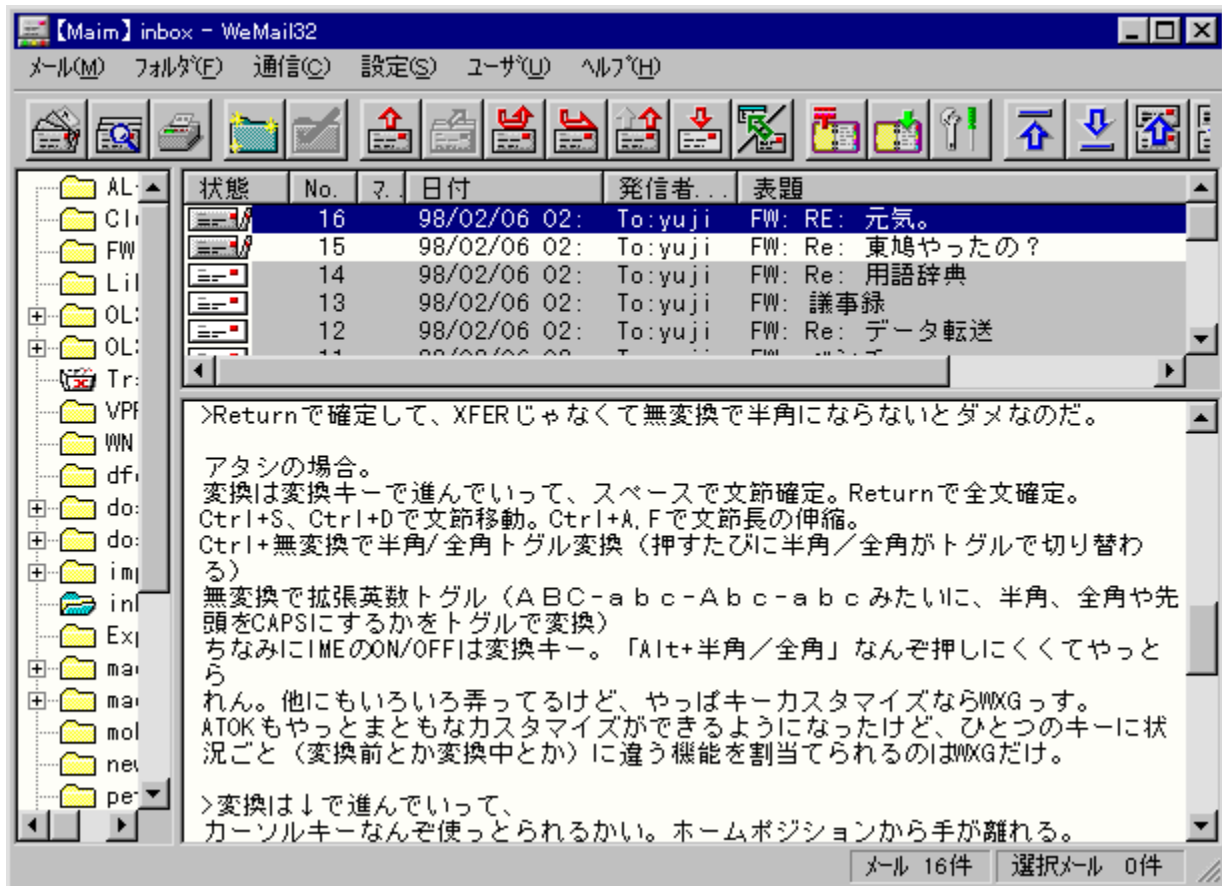 【Maim】inbox - WeMail32
メール(M) フォルダ(F) 通信(C) 設定(S) ユーザ(U) ヘルプ(H)
AL-
Cl
FW
Lil
OL
OL
Tr
VPF
WN
df
do
do
im
in
Ex
ma
ma
mol
ne
pe
状態 No. マ.. 日付 発信者... 表題
16 98/02/06 02: To:yuji FW: RE: 元気。
15 98/02/06 02: To:yuji FW: Re: 東鳩やったの？
14 98/02/06 02: To:yuji FW: Re: 用語辞典
13 98/02/06 02: To:yuji FW: 議事録
12 98/02/06 02: To:yuji FW: Re: データ転送
>Returnで確定して、XFERじゃなくて無変換で半角にならないとダメなのだ。
アタシの場合。
変換は変換キーで進んでいって、スペースで文節確定。Returnで全文確定。
Ctrl+S、Ctrl+Dで文節移動。Ctrl+A,Fで文節長の伸縮。
Ctrl+無変換で半角/全角トグル変換（押すたびに半角／全角がトグルで切り替わ
る）
無変換で拡張英数トグル（ＡＢＣ-ａｂｃ-Ａｂｃ-ａｂｃみたいに、半角、全角や先
頭をCAPSにするかをトグルで変換）
ちなみにIMEのON/OFFは変換キー。「Alt+半角／全角」なんぞ押しにくくてやっと
ら
れん。他にもいろいろ弄ってるけど、やっぱキーカスタマイズならWXGっす。
ATOKもやっとまともなカスタマイズができるようになったけど、ひとつのキーに状
況ごと（変換前とか変換中とか）に違う機能を割当てられるのはWXGだけ。
>変換は↓で進んでいって、
カーソルキーなんぞ使っとられるかい。ホームポジションから手が離れる。
メール 16件 選択メール 0件